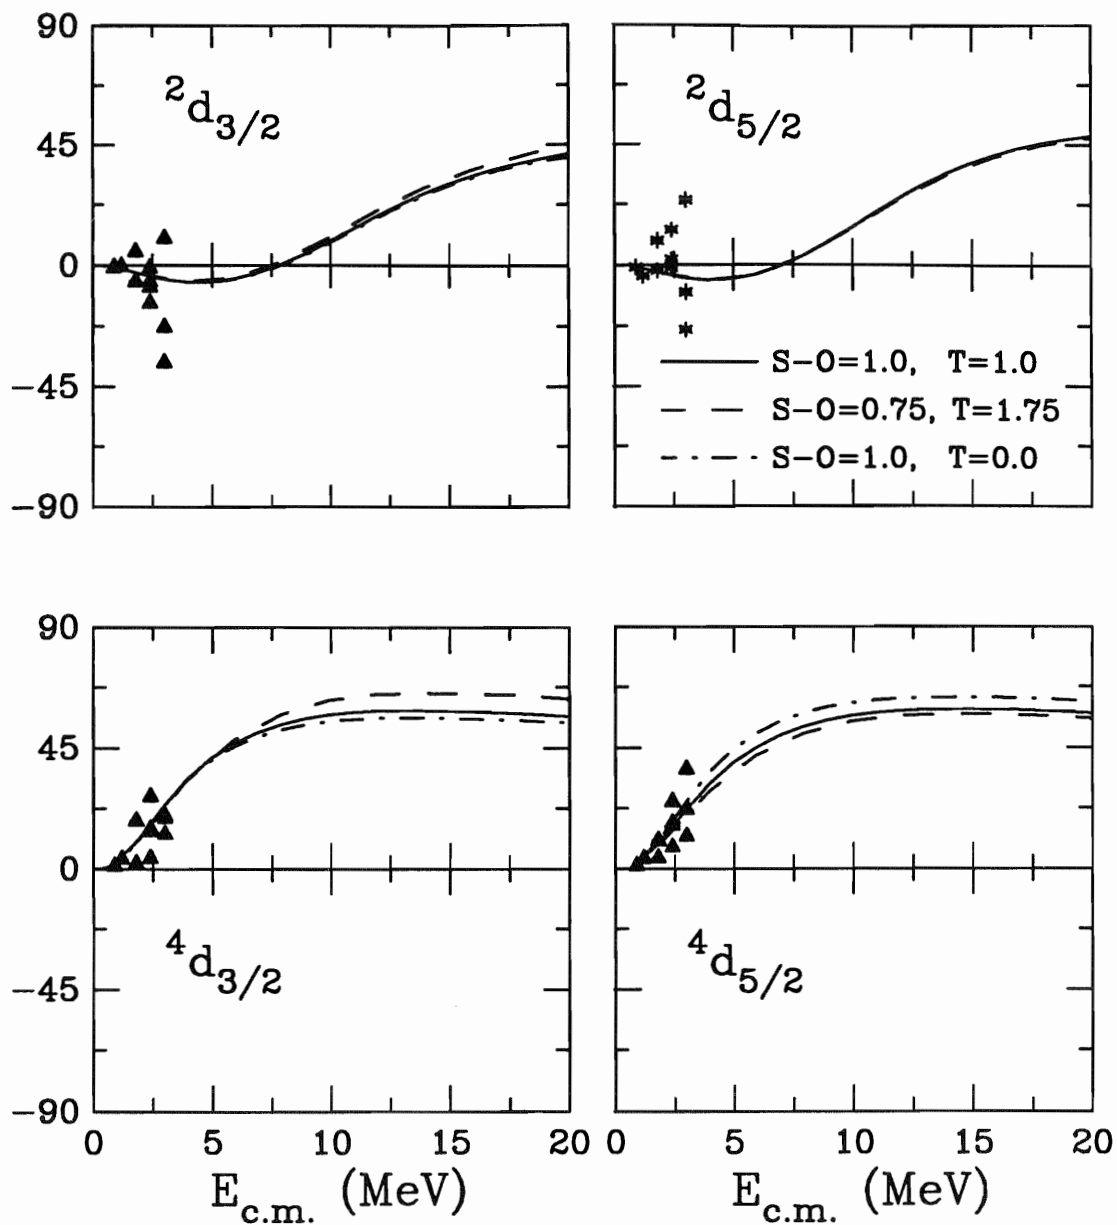 90
45
0
−45
−90
²d₃/₂
²d₅/₂
S−O=1.0, T=1.0
S−O=0.75, T=1.75
S−O=1.0, T=0.0
90
45
0
−45
−90
⁴d₃/₂
⁴d₅/₂
0 5 10 15 20
0 5 10 15 20
E_c.m. (MeV)
E_c.m. (MeV)